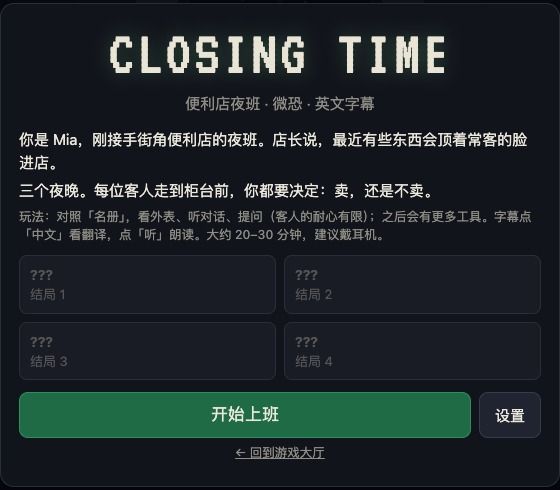 CLOSING TIME
便利店夜班 · 微恐 · 英文字幕
你是 Mia，刚接手街角便利店的夜班。店长说，最近有些东西会顶着常客的脸
进店。
三个夜晚。每位客人走到柜台前，你都要决定：卖，还是不卖。
玩法：对照「名册」，看外表、听对话、提问（客人的耐心有限）；之后会有更多工具。字幕点
「中文」看翻译，点「听」朗读。大约 20–30 分钟，建议戴耳机。
???
结局 1
???
结局 2
???
结局 3
???
结局 4
开始上班
设置
← 回到游戏大厅